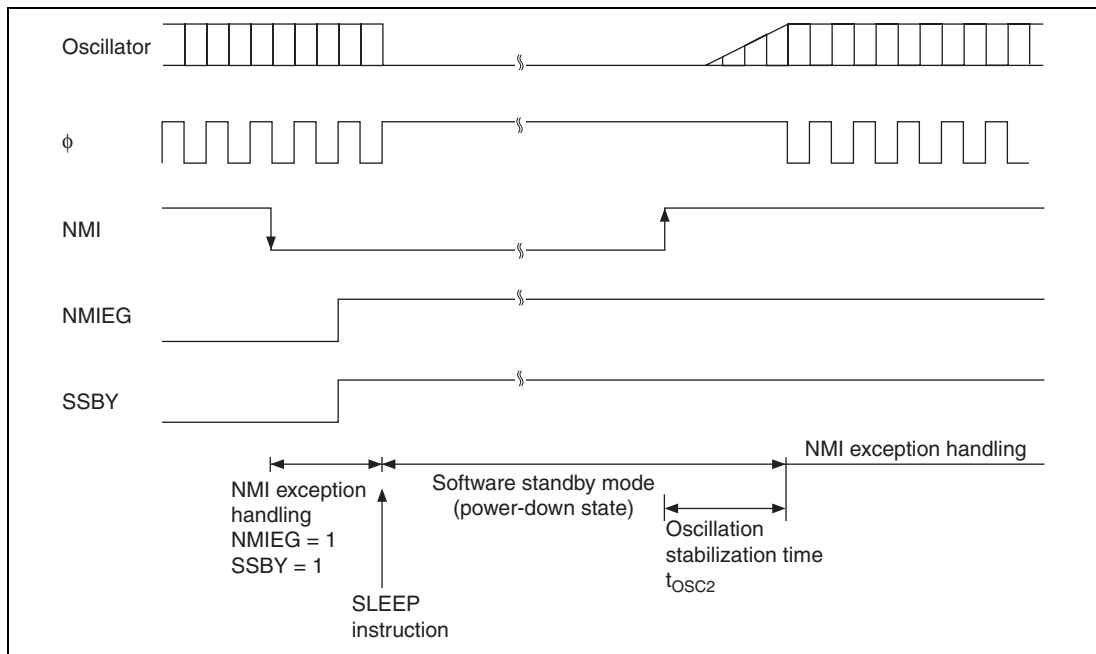 Oscillator
ϕ
NMI
NMIEG
SSBY
NMI exception
handling
NMIEG = 1
SSBY = 1
SLEEP
instruction
Software standby mode
(power-down state)
Oscillation
stabilization time
tOSC2
NMI exception handling